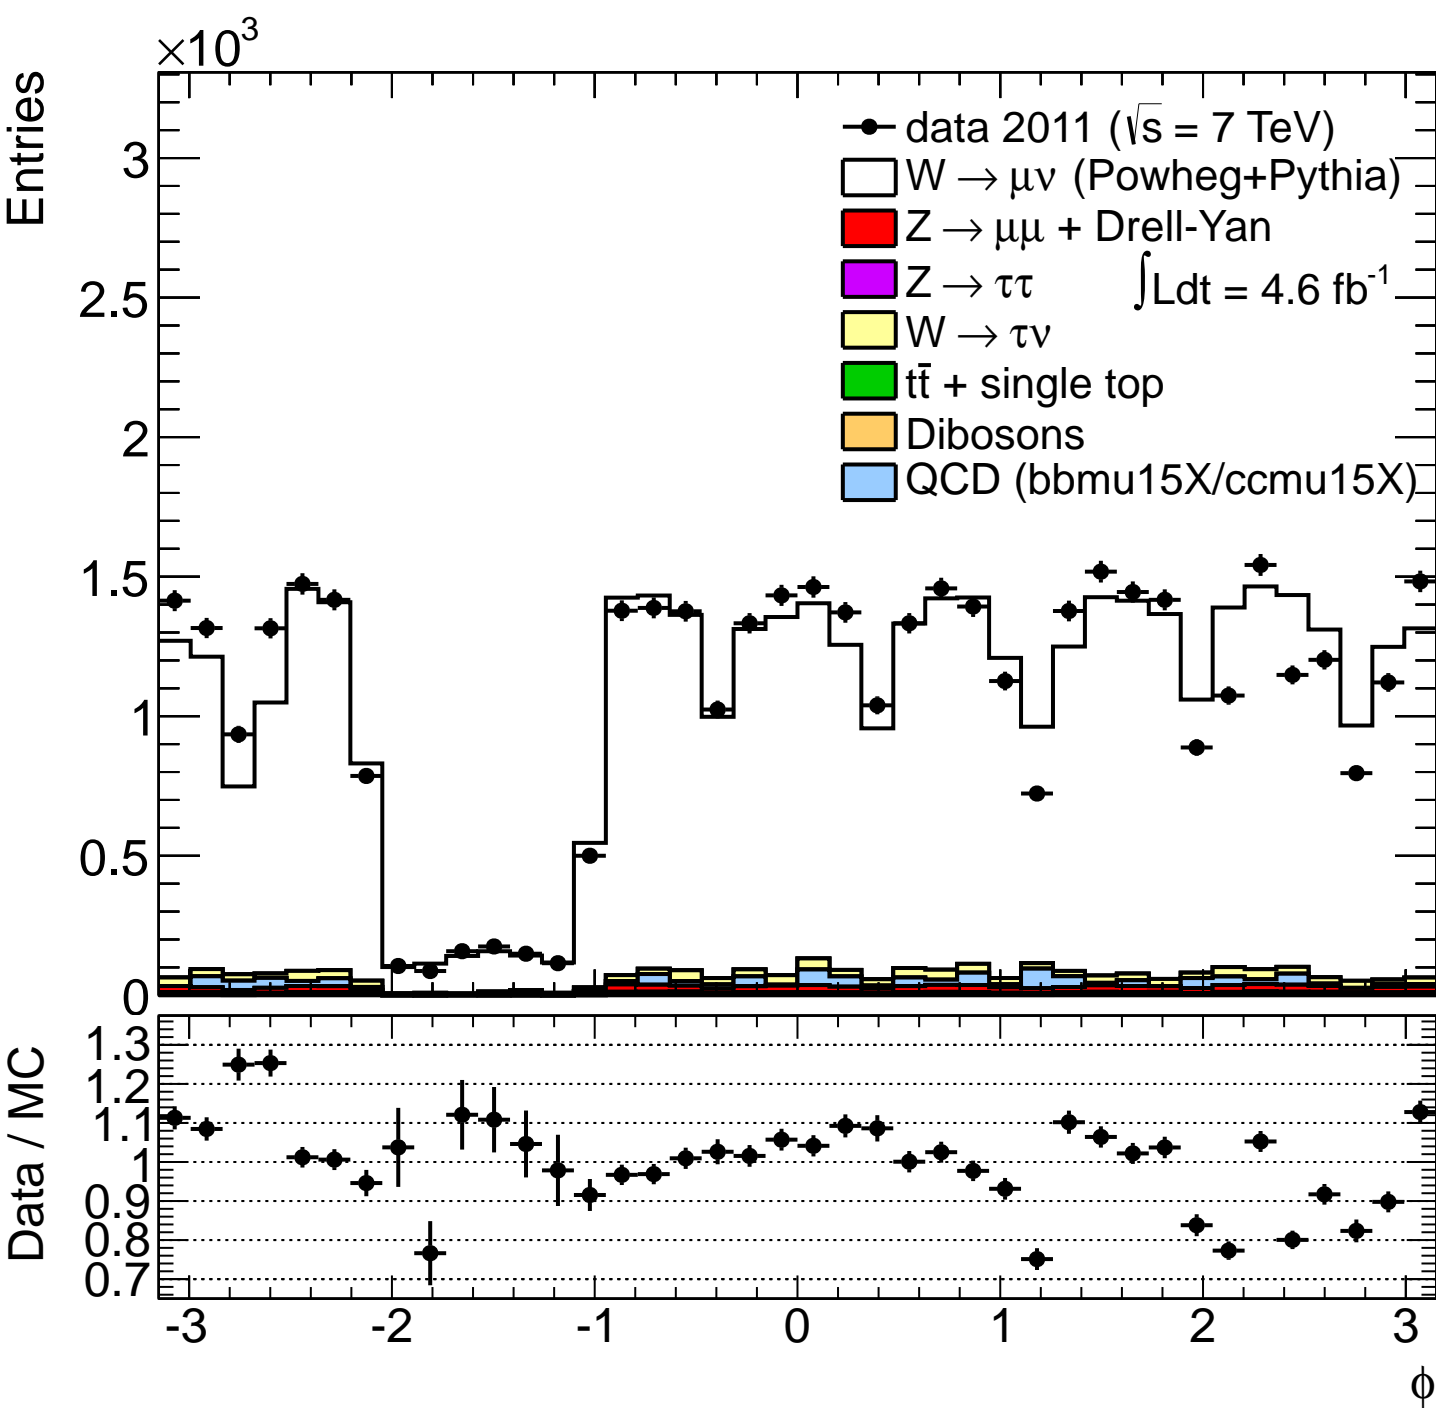 ×10³
Entries
3
2.5
2
1.5
1
0.5
0
data 2011 (√s = 7 TeV)
W → μν (Powheg+Pythia)
Z → μμ + Drell-Yan
Z → ττ
∫Ldt = 4.6 fb⁻¹
W → τν
tt̄ + single top
Dibosons
QCD (bbmu15X/ccmu15X)
Data / MC
1.3
1.2
1.1
1
0.9
0.8
0.7
-3 -2 -1 0 1 2 3
ϕ